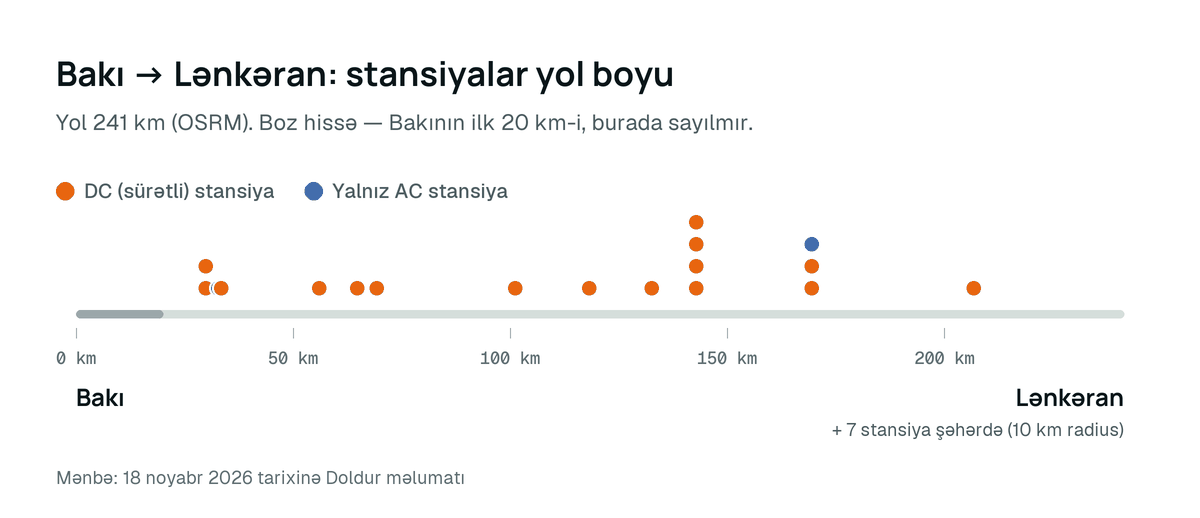 Bakı → Lənkəran: stansiyalar yol boyu
Yol 241 km (OSRM). Boz hissə — Bakının ilk 20 km-i, burada sayılmır.
DC (sürətli) stansiya
Yalnız AC stansiya
0 km
50 km
100 km
150 km
200 km
Bakı
Lənkəran
+ 7 stansiya şəhərdə (10 km radius)
Mənbə: 18 noyabr 2026 tarixinə Doldur məlumatı